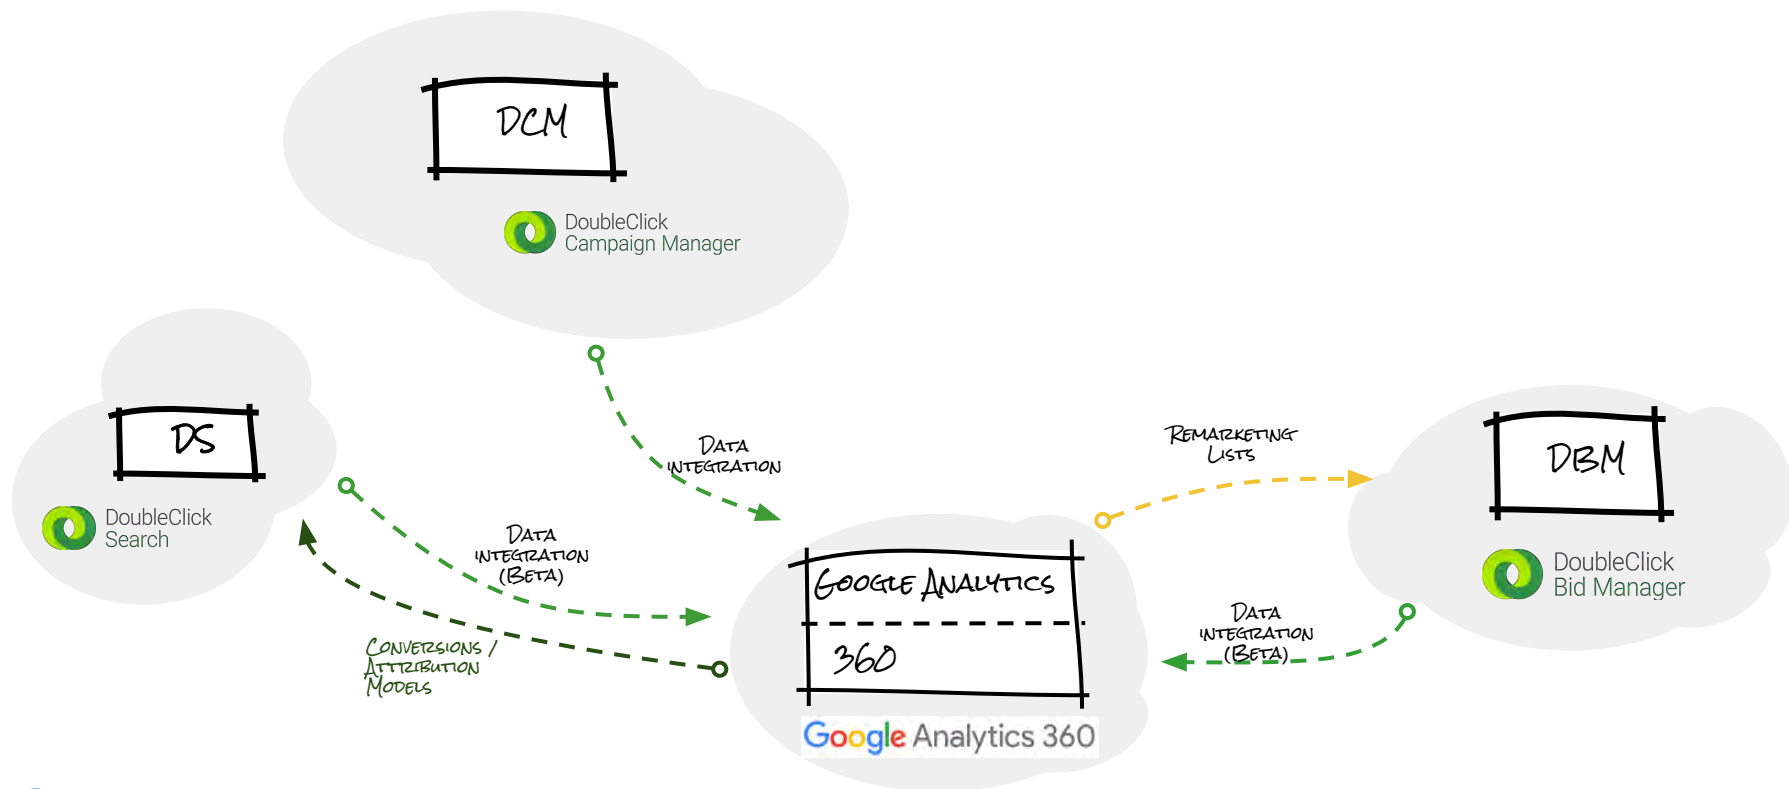 DCM
DoubleClick
Campaign Manager
DS
DoubleClick
Search
Data
integration
Data
integration
(Beta)
Conversions /
Attribution
Models
Remarketing
Lists
DBM
DoubleClick
Bid Manager
Data
integration
(Beta)
Google Analytics
360
Google Analytics 360